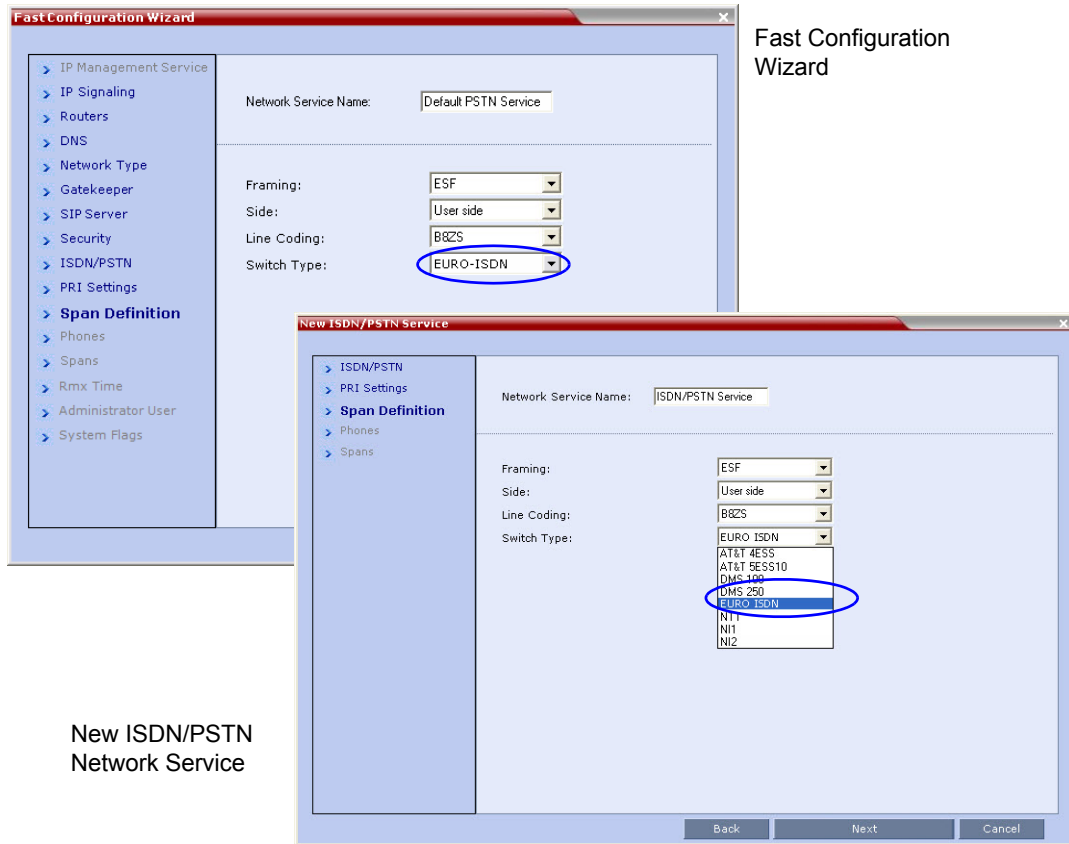 Fast Configuration Wizard
Fast Configuration
Wizard
IP Management Service
IP Signaling
Routers
DNS
Network Type
Gatekeeper
SIP Server
Security
ISDN/PSTN
PRI Settings
Span Definition
Phones
Spans
Rmx Time
Administrator User
System Flags
Network Service Name: Default PSTN Service
Framing: ESF
Side: User side
Line Coding: B8ZS
Switch Type: EURO-ISDN
New ISDN/PSTN Service
ISDN/PSTN
PRI Settings
Span Definition
Phones
Spans
Network Service Name: ISDN/PSTN Service
Framing: ESF
Side: User side
Line Coding: B8ZS
Switch Type: EURO ISDN
AT&T 4ESS
AT&T 5ESS10
DMS 100
DMS 250
EURO ISDN
NTT
NI1
NI2
New ISDN/PSTN
Network Service
Back Next Cancel